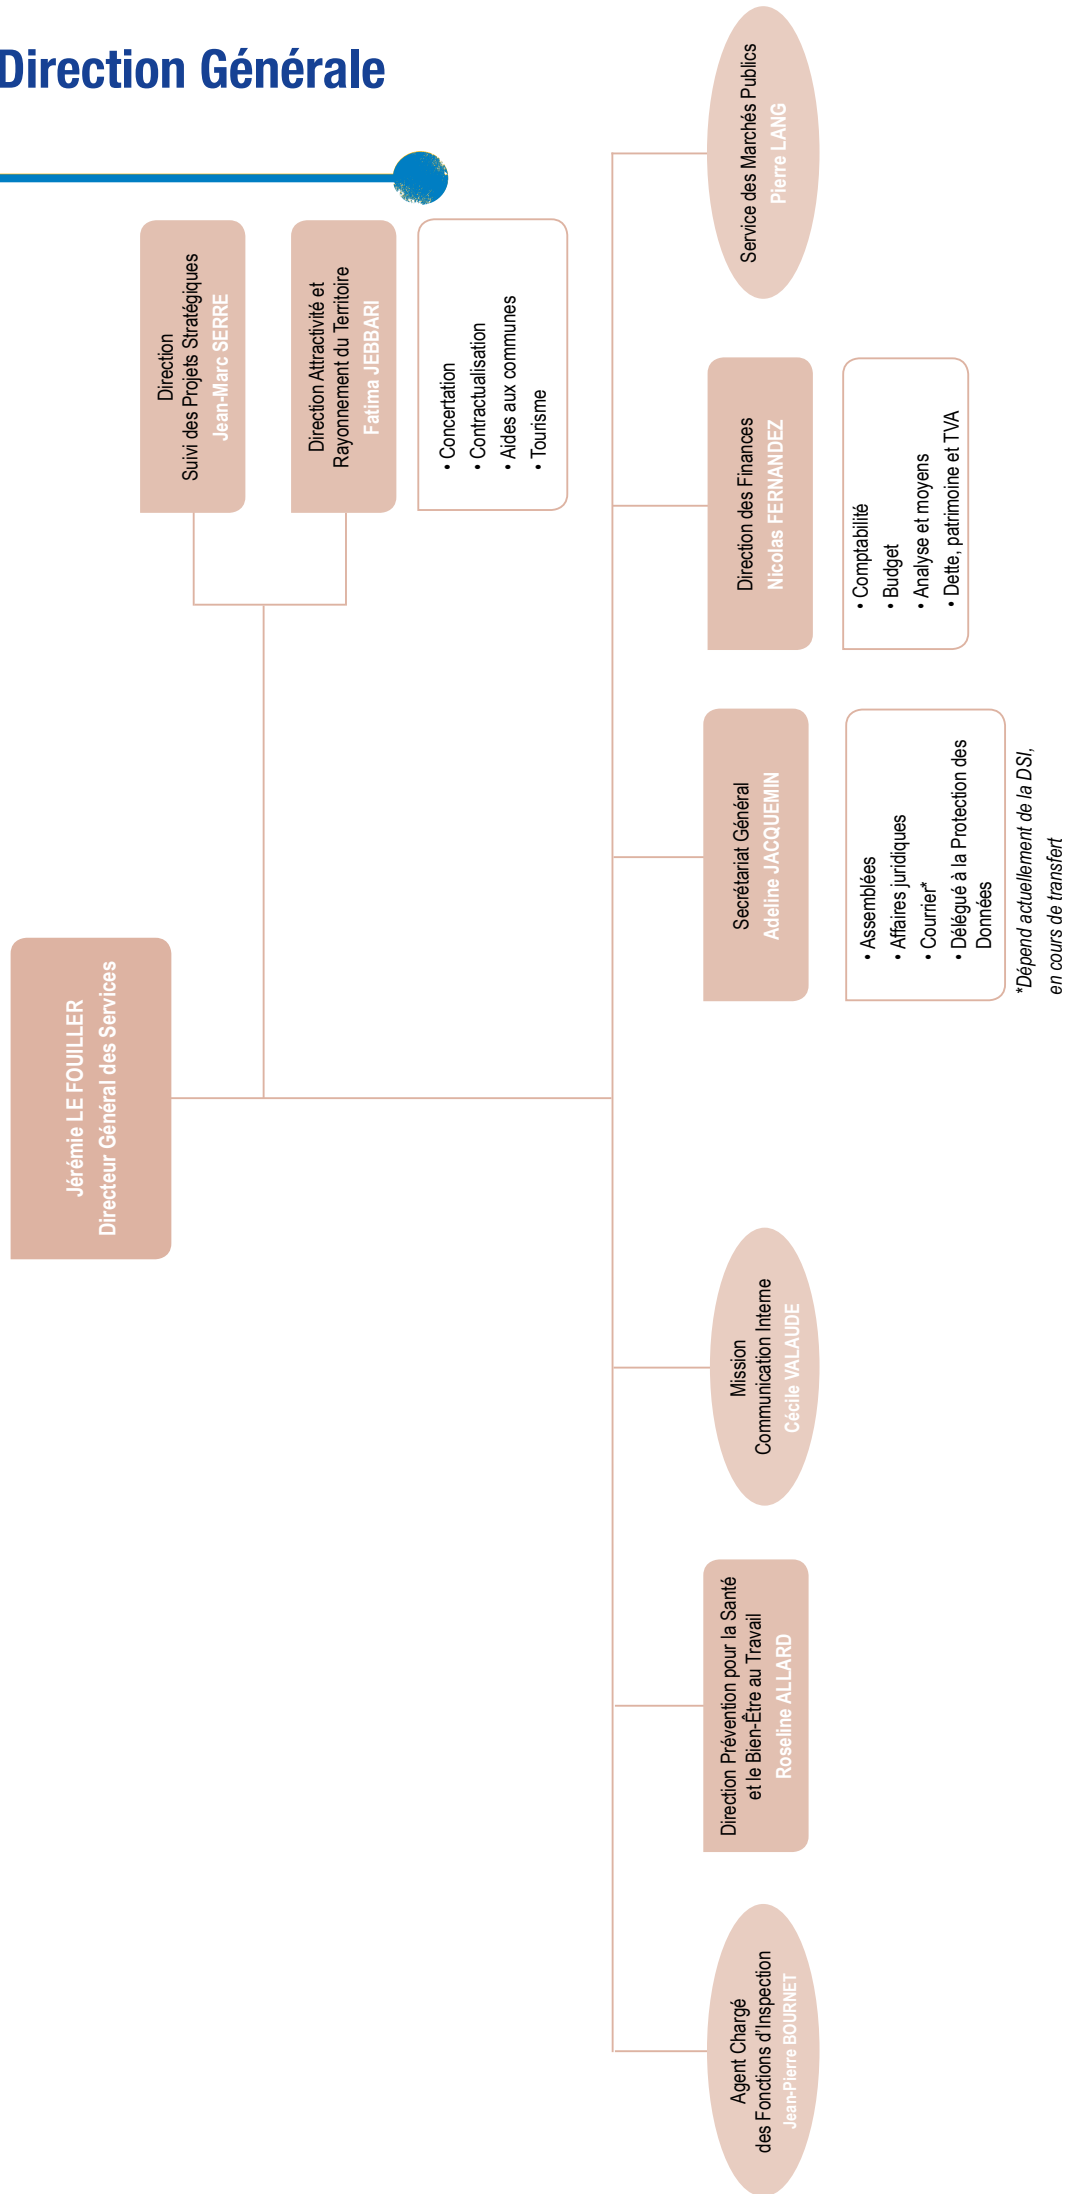 Direction Générale
Jérémie LE FOUILLER
Directeur Général des Services
Direction
Suivi des Projets Stratégiques
Jean-Marc SERRE
Direction Attractivité et
Rayonnement du Territoire
Fatima JEBBARI
• Concertation
• Contractualisation
• Aides aux communes
• Tourisme
Agent Chargé
des Fonctions d'Inspection
Jean-Pierre BOURNET
Direction Prévention pour la Santé
et le Bien-Être au Travail
Roseline ALLARD
Mission
Communication Interne
Cécile VALAUDE
Secrétariat Général
Adeline JACQUEMIN
• Assemblées
• Affaires juridiques
• Courrier*
• Délégué à la Protection des
Données
*Dépend actuellement de la DSI,
en cours de transfert
Direction des Finances
Nicolas FERNANDEZ
• Comptabilité
• Budget
• Analyse et moyens
• Dette, patrimoine et TVA
Service des Marchés Publics
Pierre LANG